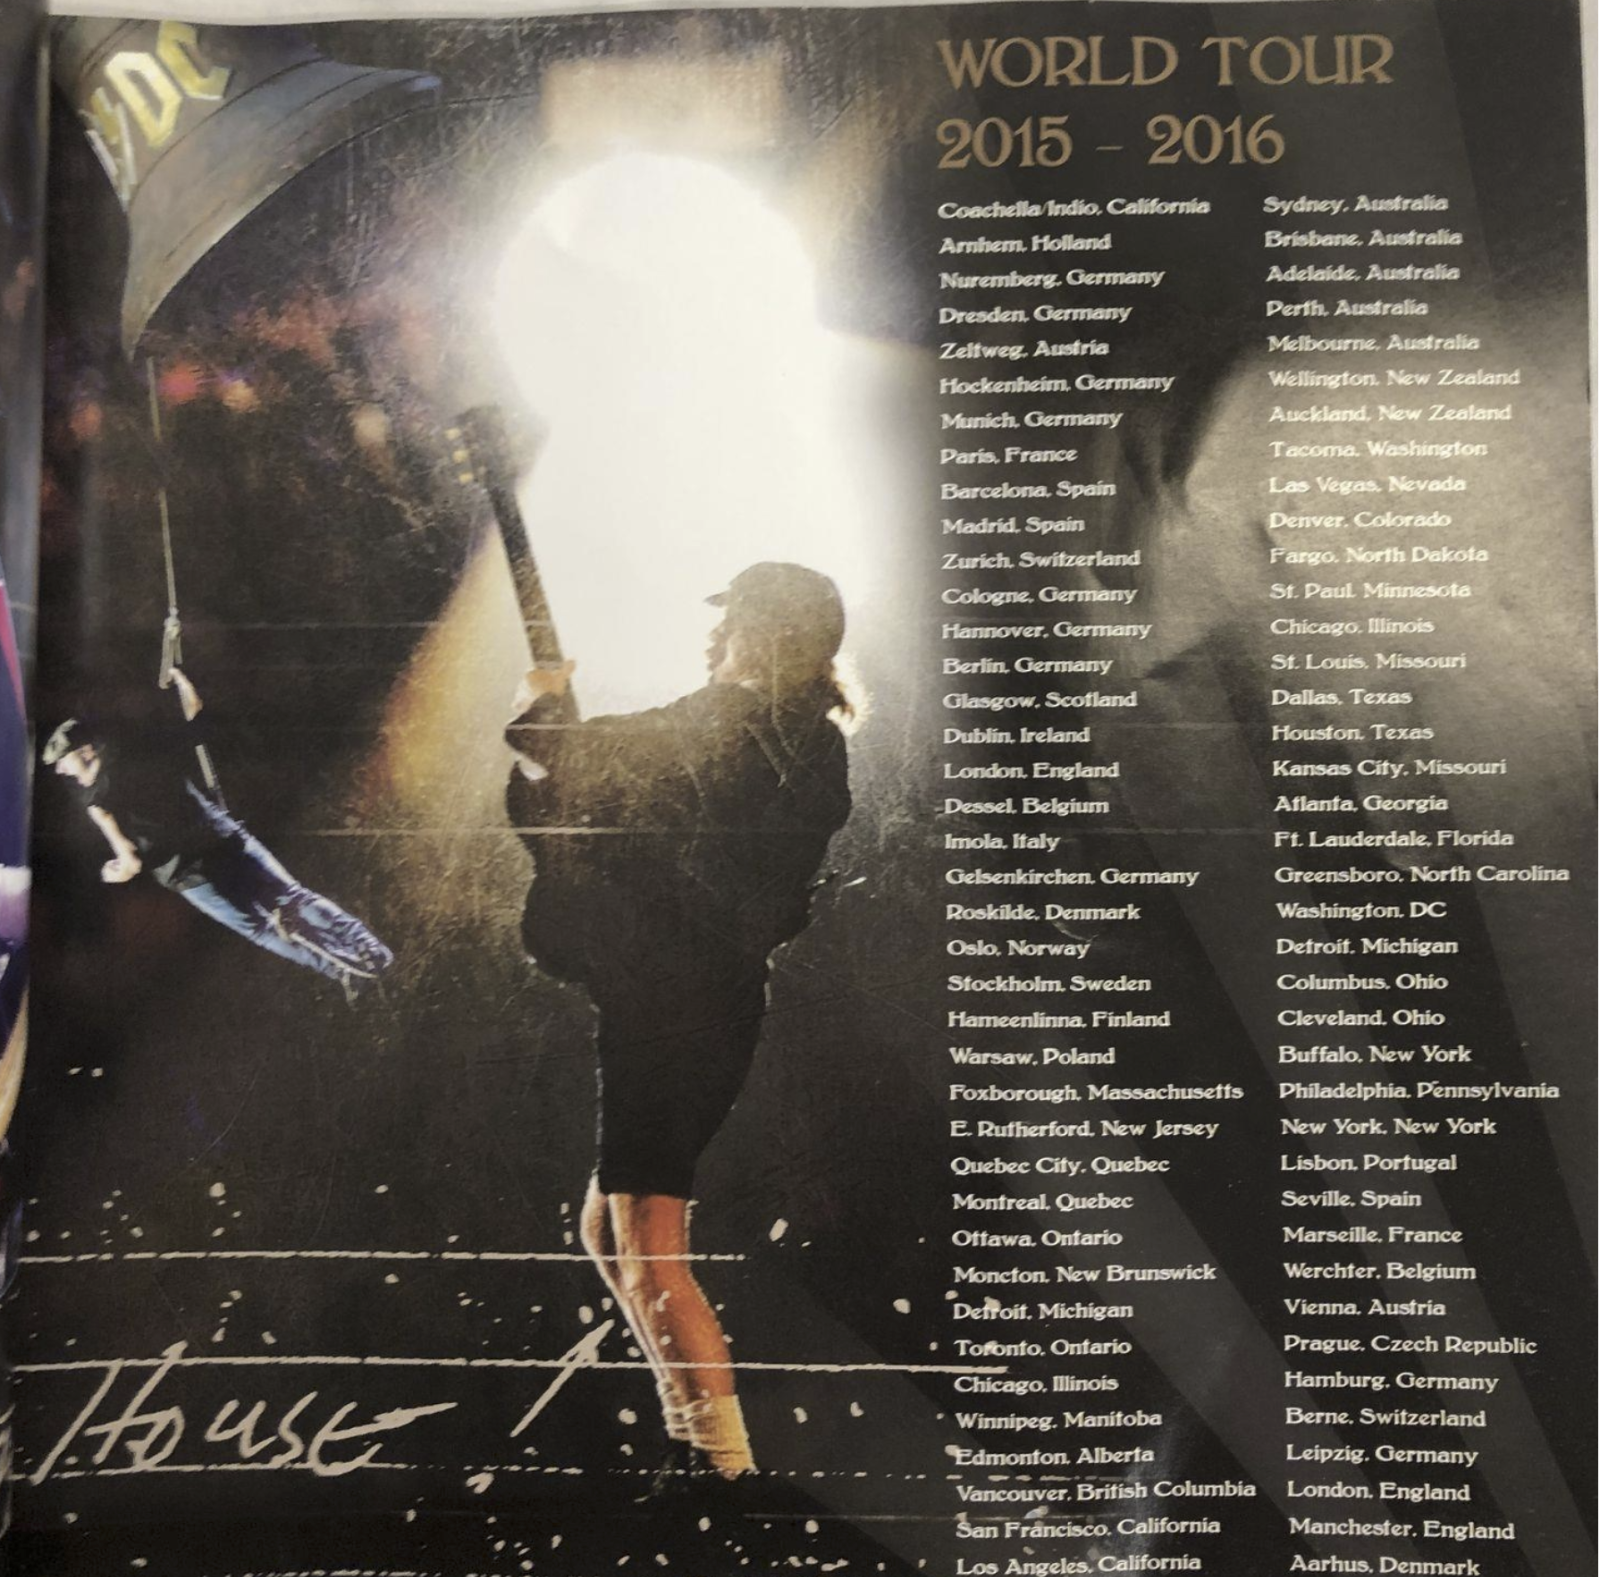 DC
WORLD TOUR
2015 – 2016
Coachella/Indio, California
Arnhem, Holland
Nuremberg, Germany
Dresden, Germany
Zeltweg, Austria
Hockenheim, Germany
Munich, Germany
Paris, France
Barcelona, Spain
Madrid, Spain
Zurich, Switzerland
Cologne, Germany
Hannover, Germany
Berlin, Germany
Glasgow, Scotland
Dublin, Ireland
London, England
Dessel, Belgium
Imola, Italy
Gelsenkirchen, Germany
Roskilde, Denmark
Oslo, Norway
Stockholm, Sweden
Hameenlinna, Finland
Warsaw, Poland
Foxborough, Massachusetts
E. Rutherford, New Jersey
Quebec City, Quebec
Montreal, Quebec
Ottawa, Ontario
Moncton, New Brunswick
Detroit, Michigan
Toronto, Ontario
Chicago, Illinois
Winnipeg, Manitoba
Edmonton, Alberta
Vancouver, British Columbia
San Francisco, California
Los Angeles, California
Sydney, Australia
Brisbane, Australia
Adelaide, Australia
Perth, Australia
Melbourne, Australia
Wellington, New Zealand
Auckland, New Zealand
Tacoma, Washington
Las Vegas, Nevada
Denver, Colorado
Fargo, North Dakota
St. Paul, Minnesota
Chicago, Illinois
St. Louis, Missouri
Dallas, Texas
Houston, Texas
Kansas City, Missouri
Atlanta, Georgia
Ft. Lauderdale, Florida
Greensboro, North Carolina
Washington, DC
Detroit, Michigan
Columbus, Ohio
Cleveland, Ohio
Buffalo, New York
Philadelphia, Pennsylvania
New York, New York
Lisbon, Portugal
Seville, Spain
Marseille, France
Werchter, Belgium
Vienna, Austria
Prague, Czech Republic
Hamburg, Germany
Berne, Switzerland
Leipzig, Germany
London, England
Manchester, England
Aarhus, Denmark
House